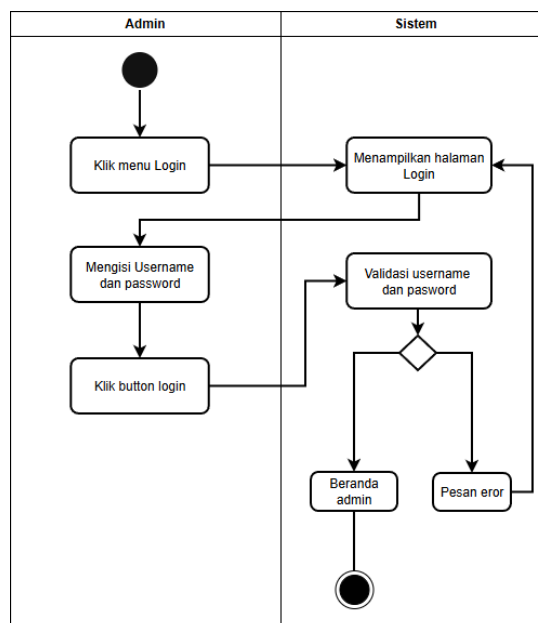 Admin
Sistem
Klik menu Login
Menampilkan halaman
Login
Mengisi Username
dan password
Validasi username
dan pasword
Klik button login
Beranda
admin
Pesan eror